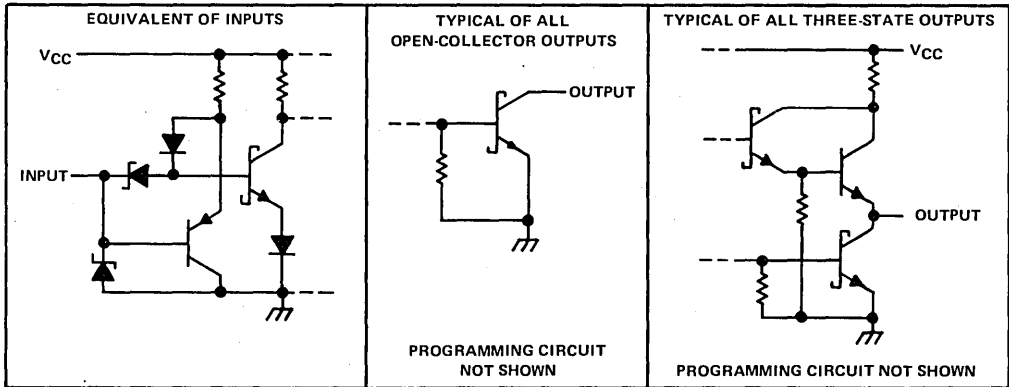 EQUIVALENT OF INPUTS
VCC
INPUT
TYPICAL OF ALL
OPEN-COLLECTOR OUTPUTS
OUTPUT
PROGRAMMING CIRCUIT
NOT SHOWN
TYPICAL OF ALL THREE-STATE OUTPUTS
VCC
OUTPUT
PROGRAMMING CIRCUIT NOT SHOWN